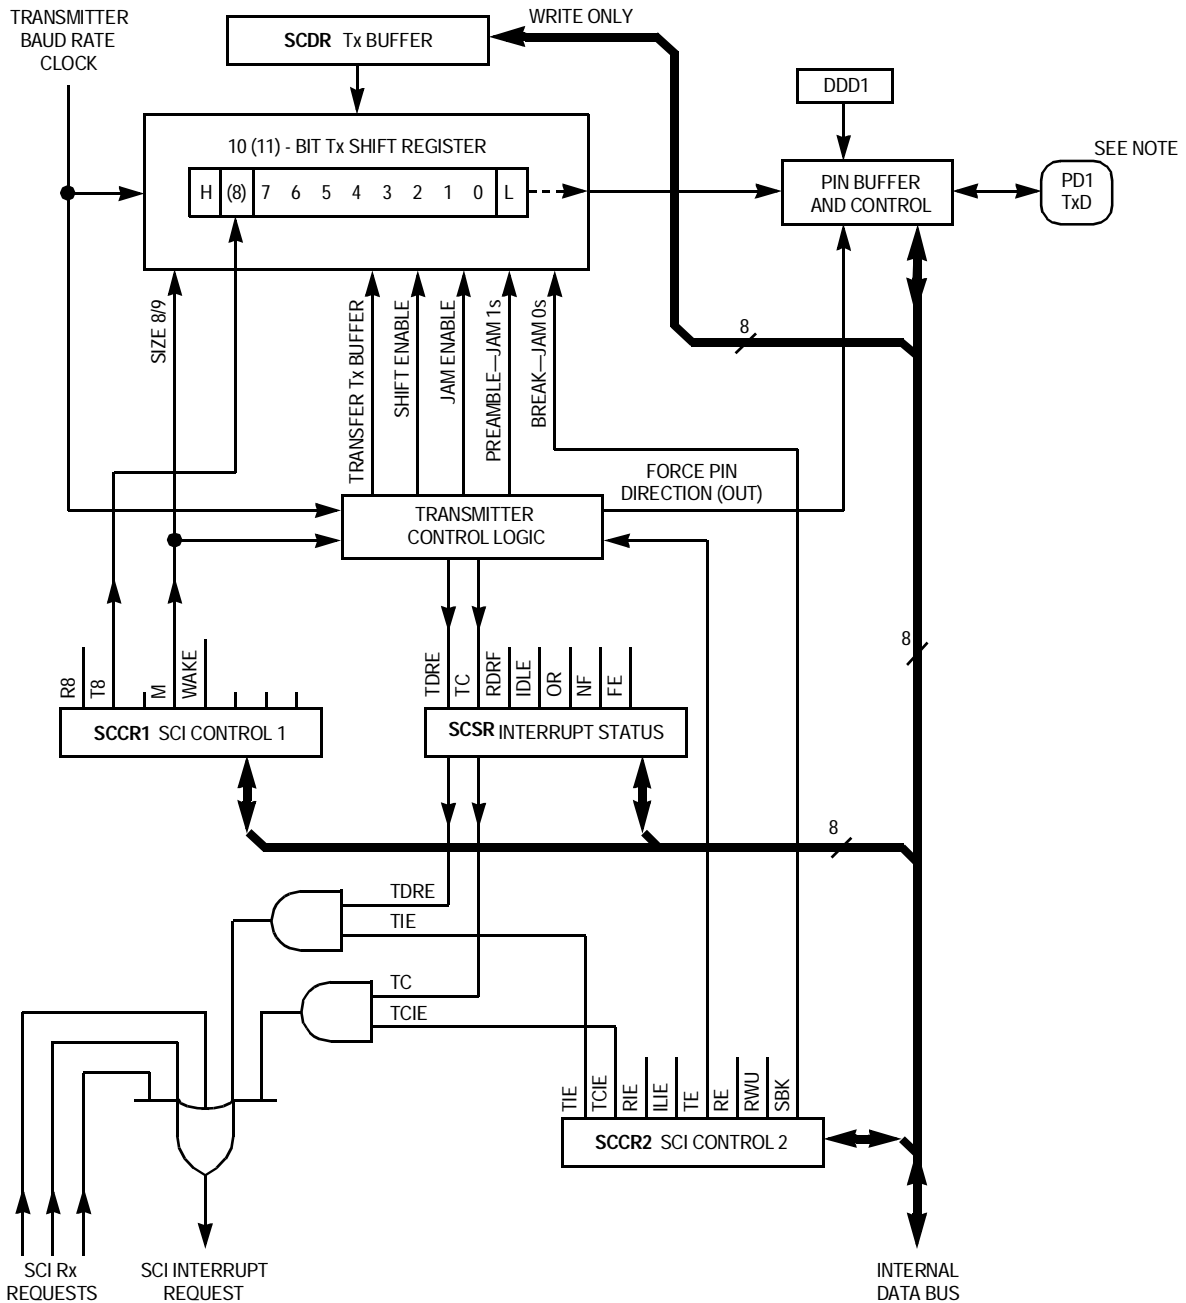 TRANSMITTER
BAUD RATE
CLOCK
SCDR Tx BUFFER
WRITE ONLY
DDD1
10 (11) - BIT Tx SHIFT REGISTER
H (8) 7 6 5 4 3 2 1 0 L
PIN BUFFER
AND CONTROL
SEE NOTE
PD1
TxD
SIZE 8/9
TRANSFER Tx BUFFER
SHIFT ENABLE
JAM ENABLE
PREAMBLE—JAM 1s
BREAK—JAM 0s
8
FORCE PIN
DIRECTION (OUT)
TRANSMITTER
CONTROL LOGIC
8
R8
T8
M
WAKE
TDRE
TC
RDRF
IDLE
OR
NF
FE
SCCR1 SCI CONTROL 1
SCSR INTERRUPT STATUS
8
TDRE
TIE
TC
TCIE
TIE
TCIE
RIE
ILIE
TE
RE
RWU
SBK
SCCR2 SCI CONTROL 2
SCI Rx
REQUESTS
SCI INTERRUPT
REQUEST
INTERNAL
DATA BUS